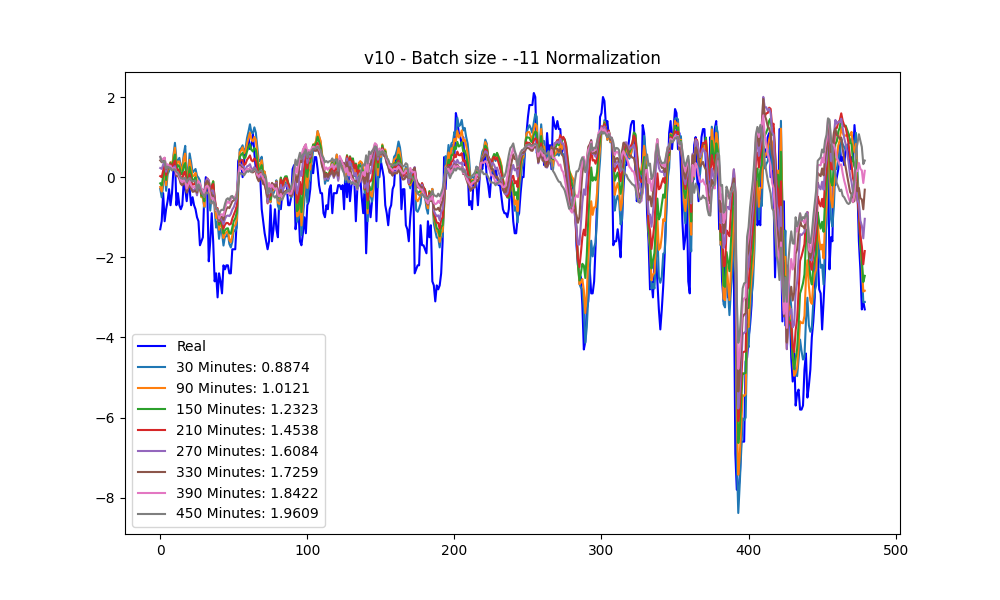 v10 - Batch size - -11 Normalization
2
0
−2
−4
−6
−8
Real
30 Minutes: 0.8874
90 Minutes: 1.0121
150 Minutes: 1.2323
210 Minutes: 1.4538
270 Minutes: 1.6084
330 Minutes: 1.7259
390 Minutes: 1.8422
450 Minutes: 1.9609
0 100 200 300 400 500